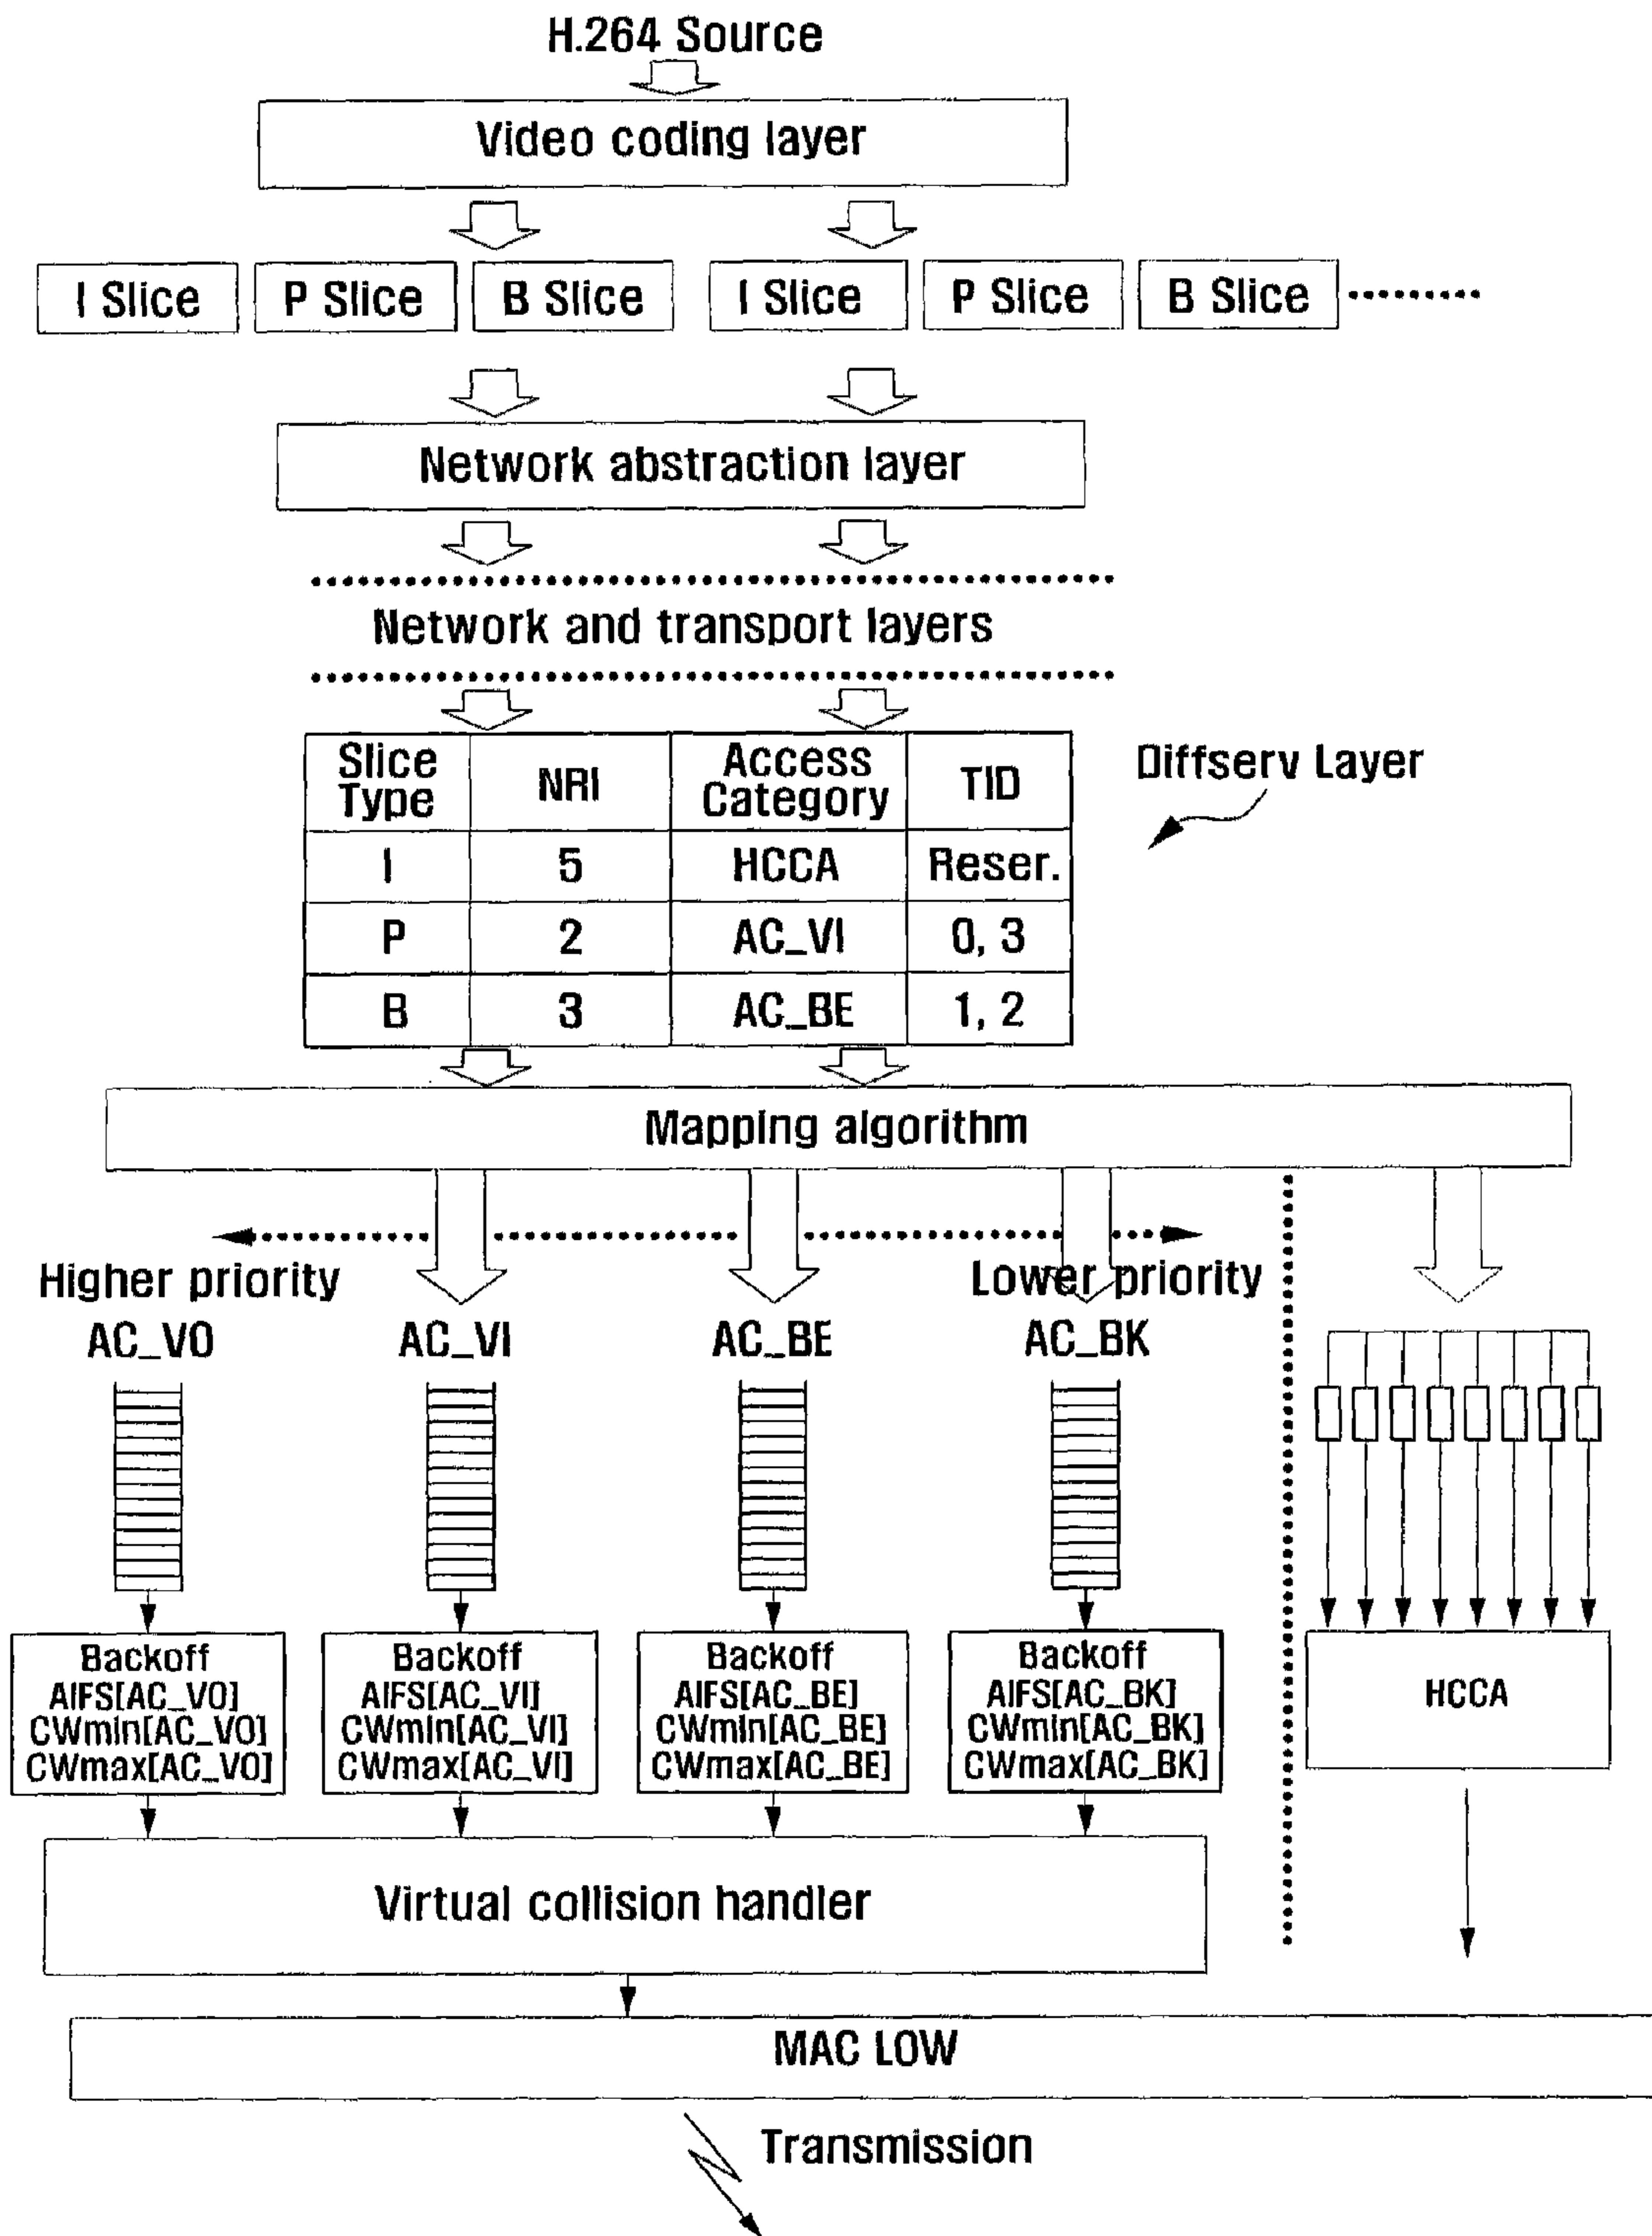 H.264 Source
Video coding layer
I Slice P Slice B Slice I Slice P Slice B Slice
Network abstraction layer
Network and transport layers
Slice Type NRI Access Category TID
I 5 HCCA Reser.
P 2 AC_VI 0, 3
B 3 AC_BE 1, 2
Diffserv Layer
Mapping algorithm
Higher priority
Lower priority
AC_VO AC_VI AC_BE AC_BK
Backoff
AIFS[AC_VO]
CWmin[AC_VO]
CWmax[AC_VO]
Backoff
AIFS[AC_VI]
CWmin[AC_VI]
CWmax[AC_VI]
Backoff
AIFS[AC_BE]
CWmin[AC_BE]
CWmax[AC_BE]
Backoff
AIFS[AC_BK]
CWmin[AC_BK]
CWmax[AC_BK]
HCCA
Virtual collision handler
MAC LOW
Transmission